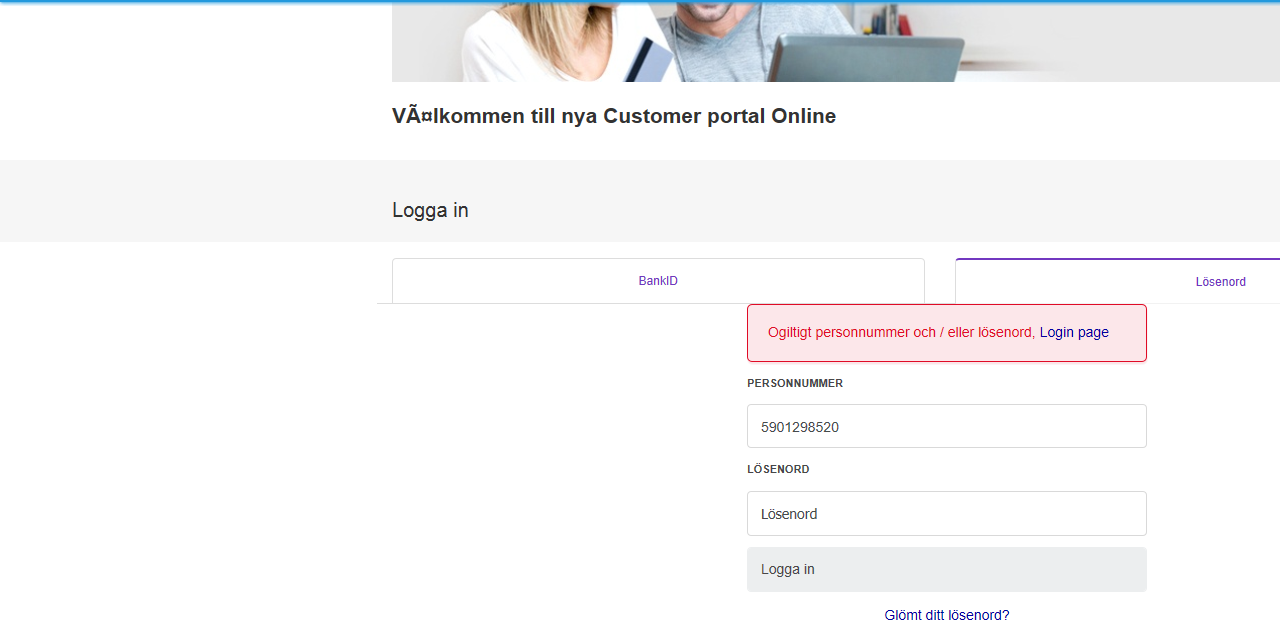 VÃ¤lkommen till nya Customer portal Online
Logga in
BankID
Lösenord
Ogiltigt personnummer och / eller lösenord, Login page
PERSONNUMMER
5901298520
LÖSENORD
Lösenord
Logga in
Glömt ditt lösenord?